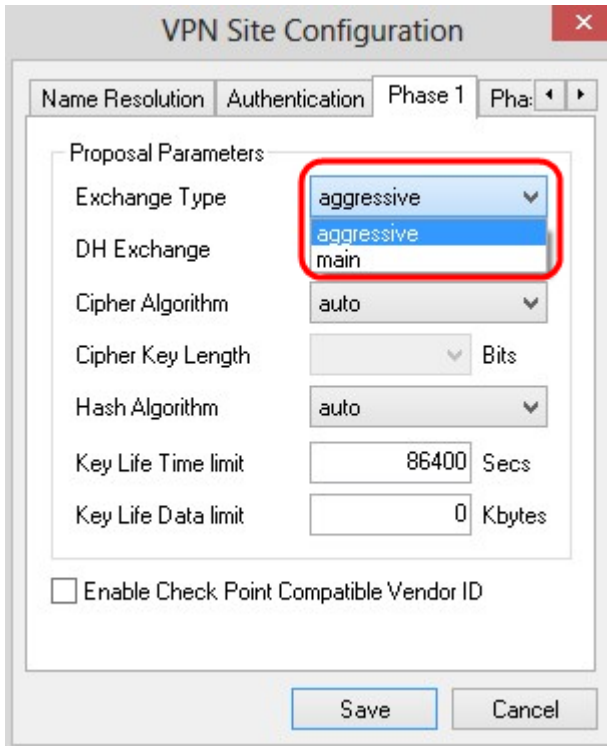 VPN Site Configuration
Name Resolution Authentication Phase 1 Pha:
Proposal Parameters
Exchange Type aggressive
aggressive
DH Exchange main
Cipher Algorithm auto
Cipher Key Length Bits
Hash Algorithm auto
Key Life Time limit 86400 Secs
Key Life Data limit 0 Kbytes
Enable Check Point Compatible Vendor ID
Save Cancel